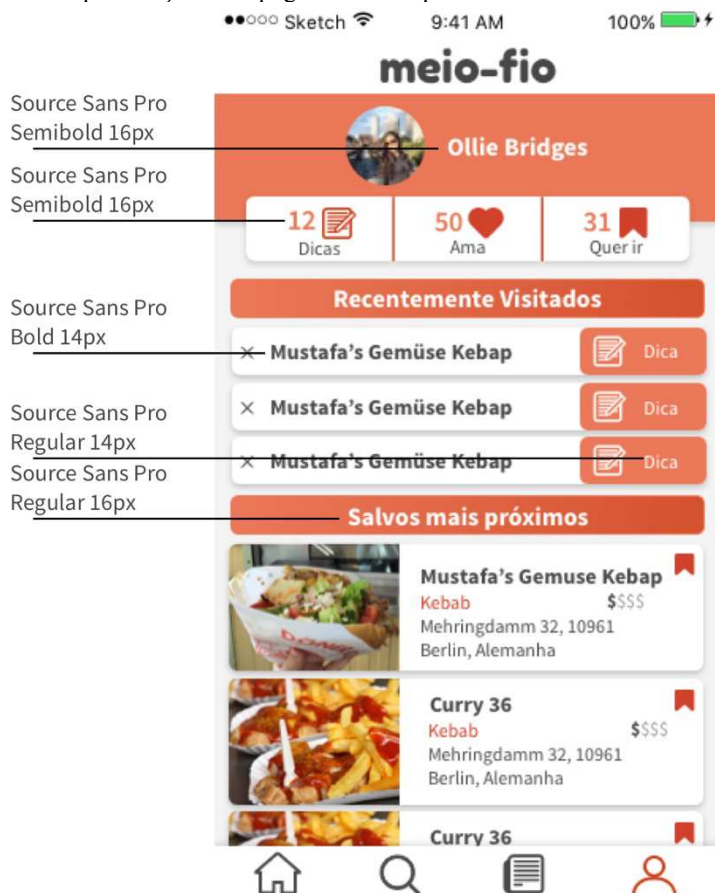 Sketch 9:41 AM 100%
meio-fio
Source Sans Pro
Semibold 16px
Ollie Bridges
Source Sans Pro
Semibold 16px
12 50 31
Dicas Ama Quer ir
Recentemente Visitados
Source Sans Pro
Bold 14px
Mustafa's Gemüse Kebap Dica
Mustafa's Gemüse Kebap Dica
Source Sans Pro
Regular 14px
Mustafa's Gemüse Kebap Dica
Source Sans Pro
Regular 16px
Salvos mais próximos
Mustafa's Gemuse Kebap
Kebab $$$$
Mehringdamm 32, 10961
Berlin, Alemanha
Curry 36
Kebab $$$$
Mehringdamm 32, 10961
Berlin, Alemanha
Curry 36